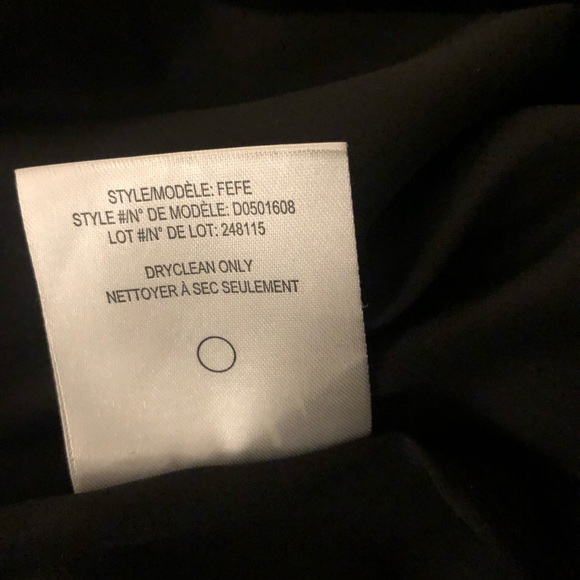 STYLE/MODÈLE: FEFE
STYLE #/N° DE MODÈLE: D0501608
LOT #/N° DE LOT: 248115
DRYCLEAN ONLY
NETTOYER À SEC SEULEMENT